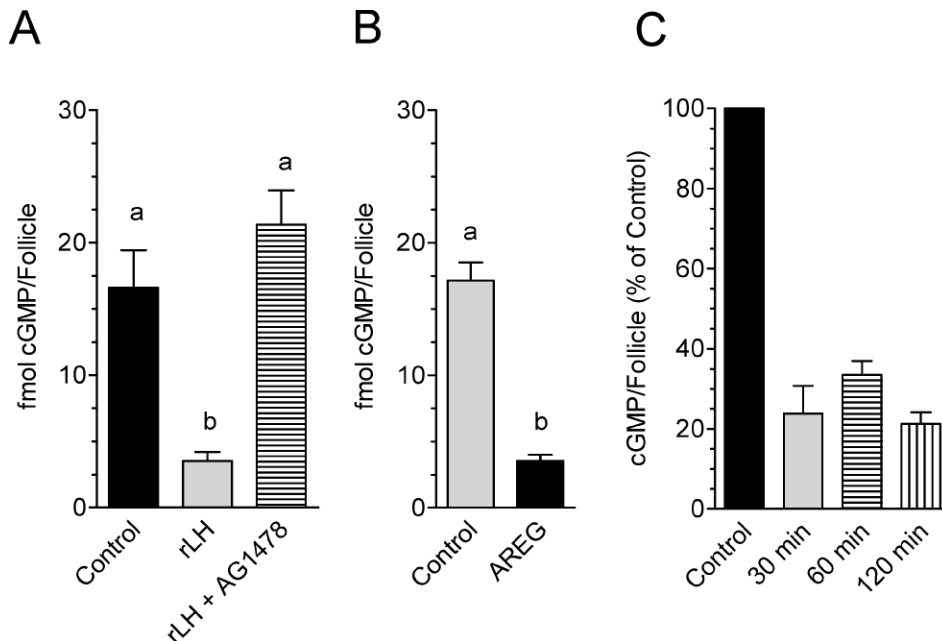 A
fmol cGMP/Follicle
30
20
10
0
a
b
a
Control
rLH
rLH + AG1478
B
fmol cGMP/Follicle
30
20
10
0
a
b
Control
AREG
C
cGMP/Follicle (% of Control)
100
80
60
40
20
0
Control
30 min
60 min
120 min